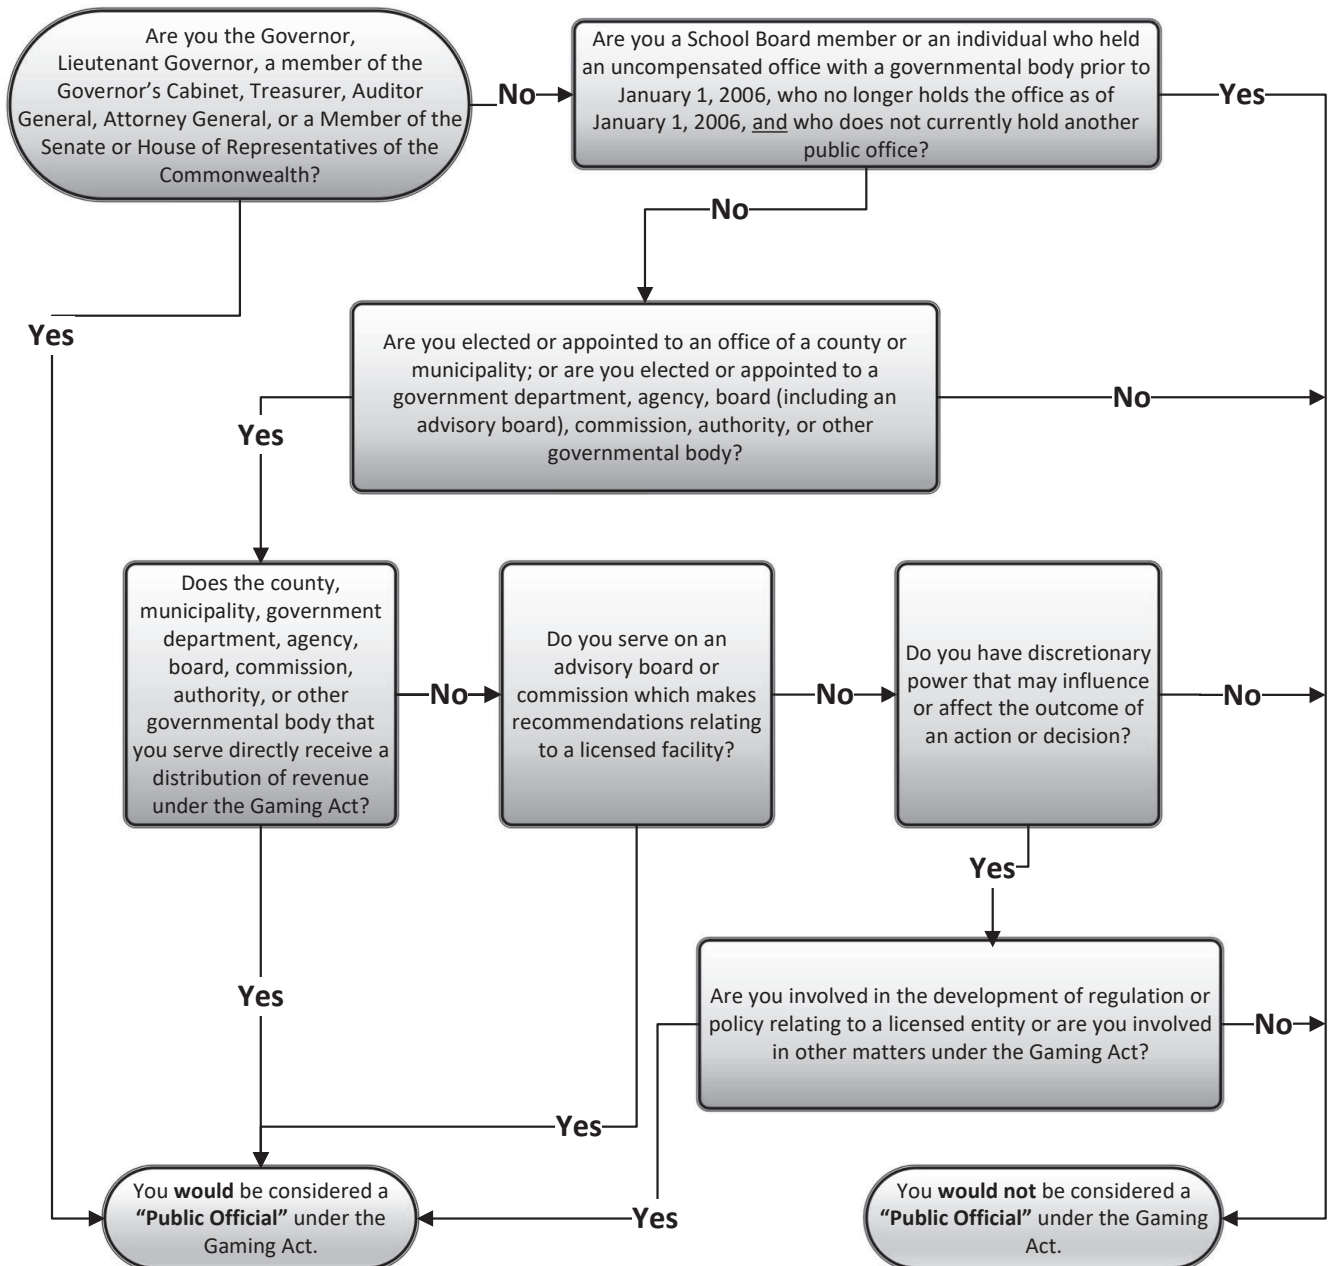 Are you the Governor,
Lieutenant Governor, a member of the
Governor’s Cabinet, Treasurer, Auditor
General, Attorney General, or a Member of the
Senate or House of Representatives of the
Commonwealth?
No
Are you a School Board member or an individual who held
an uncompensated office with a governmental body prior to
January 1, 2006, who no longer holds the office as of
January 1, 2006, and who does not currently hold another
public office?
Yes
No
Yes
Are you elected or appointed to an office of a county or
municipality; or are you elected or appointed to a
government department, agency, board (including an
advisory board), commission, authority, or other
governmental body?
No
Yes
Does the county,
municipality, government
department, agency,
board, commission,
authority, or other
governmental body that
you serve directly receive a
distribution of revenue
under the Gaming Act?
No
Do you serve on an
advisory board or
commission which makes
recommendations relating
to a licensed facility?
No
Do you have discretionary
power that may influence
or affect the outcome of
an action or decision?
No
Yes
Yes
Are you involved in the development of regulation or
policy relating to a licensed entity or are you involved
in other matters under the Gaming Act?
No
Yes
Yes
You would be considered a
“Public Official” under the
Gaming Act.
You would not be considered a
“Public Official” under the Gaming
Act.